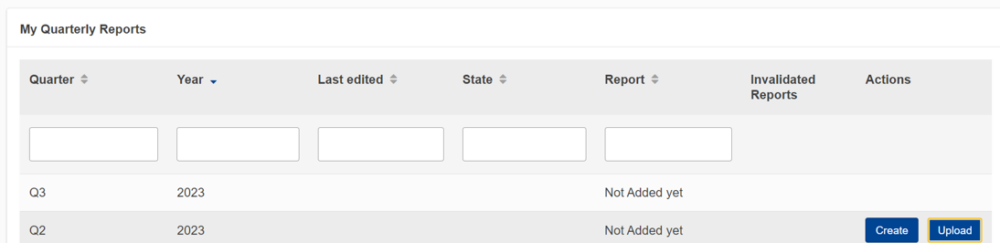 My Quarterly Reports
Quarter Year Last edited State Report Invalidated Reports Actions
Q3 2023 Not Added yet
Q2 2023 Not Added yet Create Upload